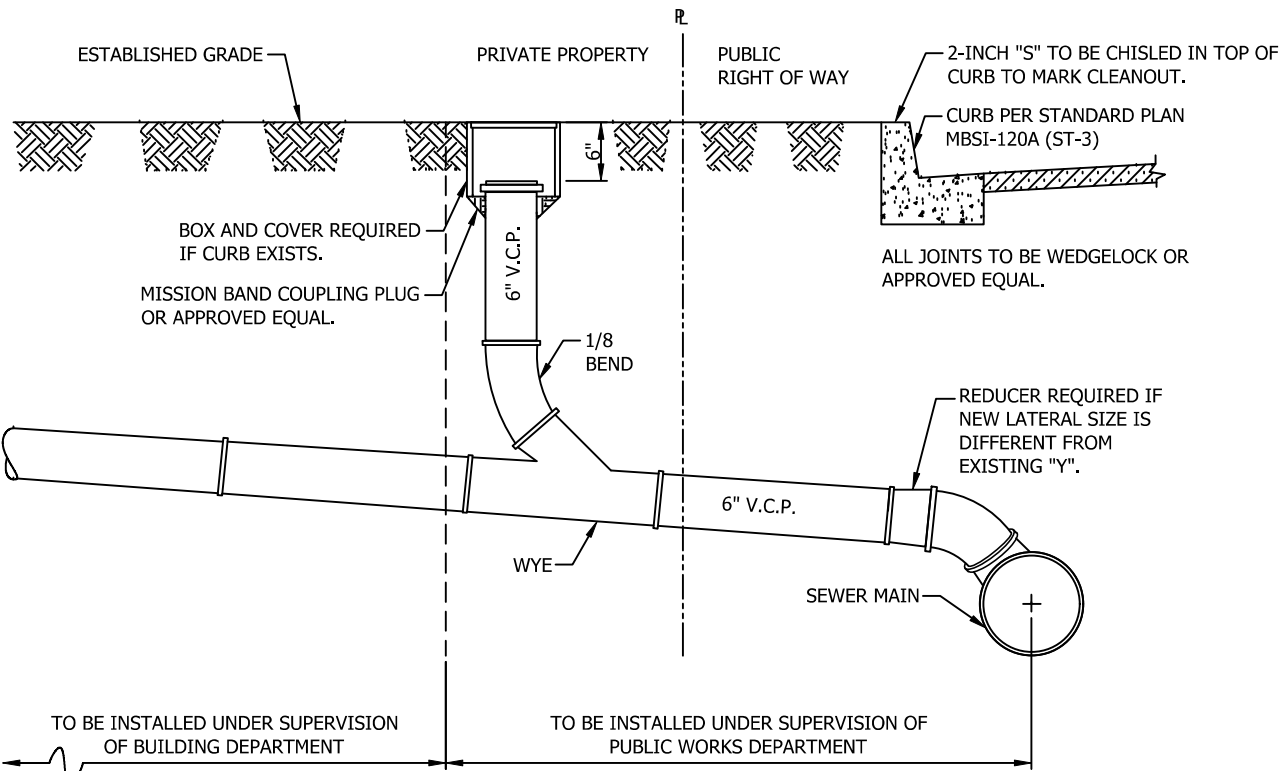 PL
ESTABLISHED GRADE
PRIVATE PROPERTY
PUBLIC
RIGHT OF WAY
2-INCH "S" TO BE CHISLED IN TOP OF
CURB TO MARK CLEANOUT.
CURB PER STANDARD PLAN
MBSI-120A (ST-3)
6"
BOX AND COVER REQUIRED
IF CURB EXISTS.
ALL JOINTS TO BE WEDGELOCK OR
APPROVED EQUAL.
MISSION BAND COUPLING PLUG
OR APPROVED EQUAL.
6" V.C.P.
1/8
BEND
REDUCER REQUIRED IF
NEW LATERAL SIZE IS
DIFFERENT FROM
EXISTING "Y".
6" V.C.P.
WYE
SEWER MAIN
TO BE INSTALLED UNDER SUPERVISION
OF BUILDING DEPARTMENT
TO BE INSTALLED UNDER SUPERVISION OF
PUBLIC WORKS DEPARTMENT